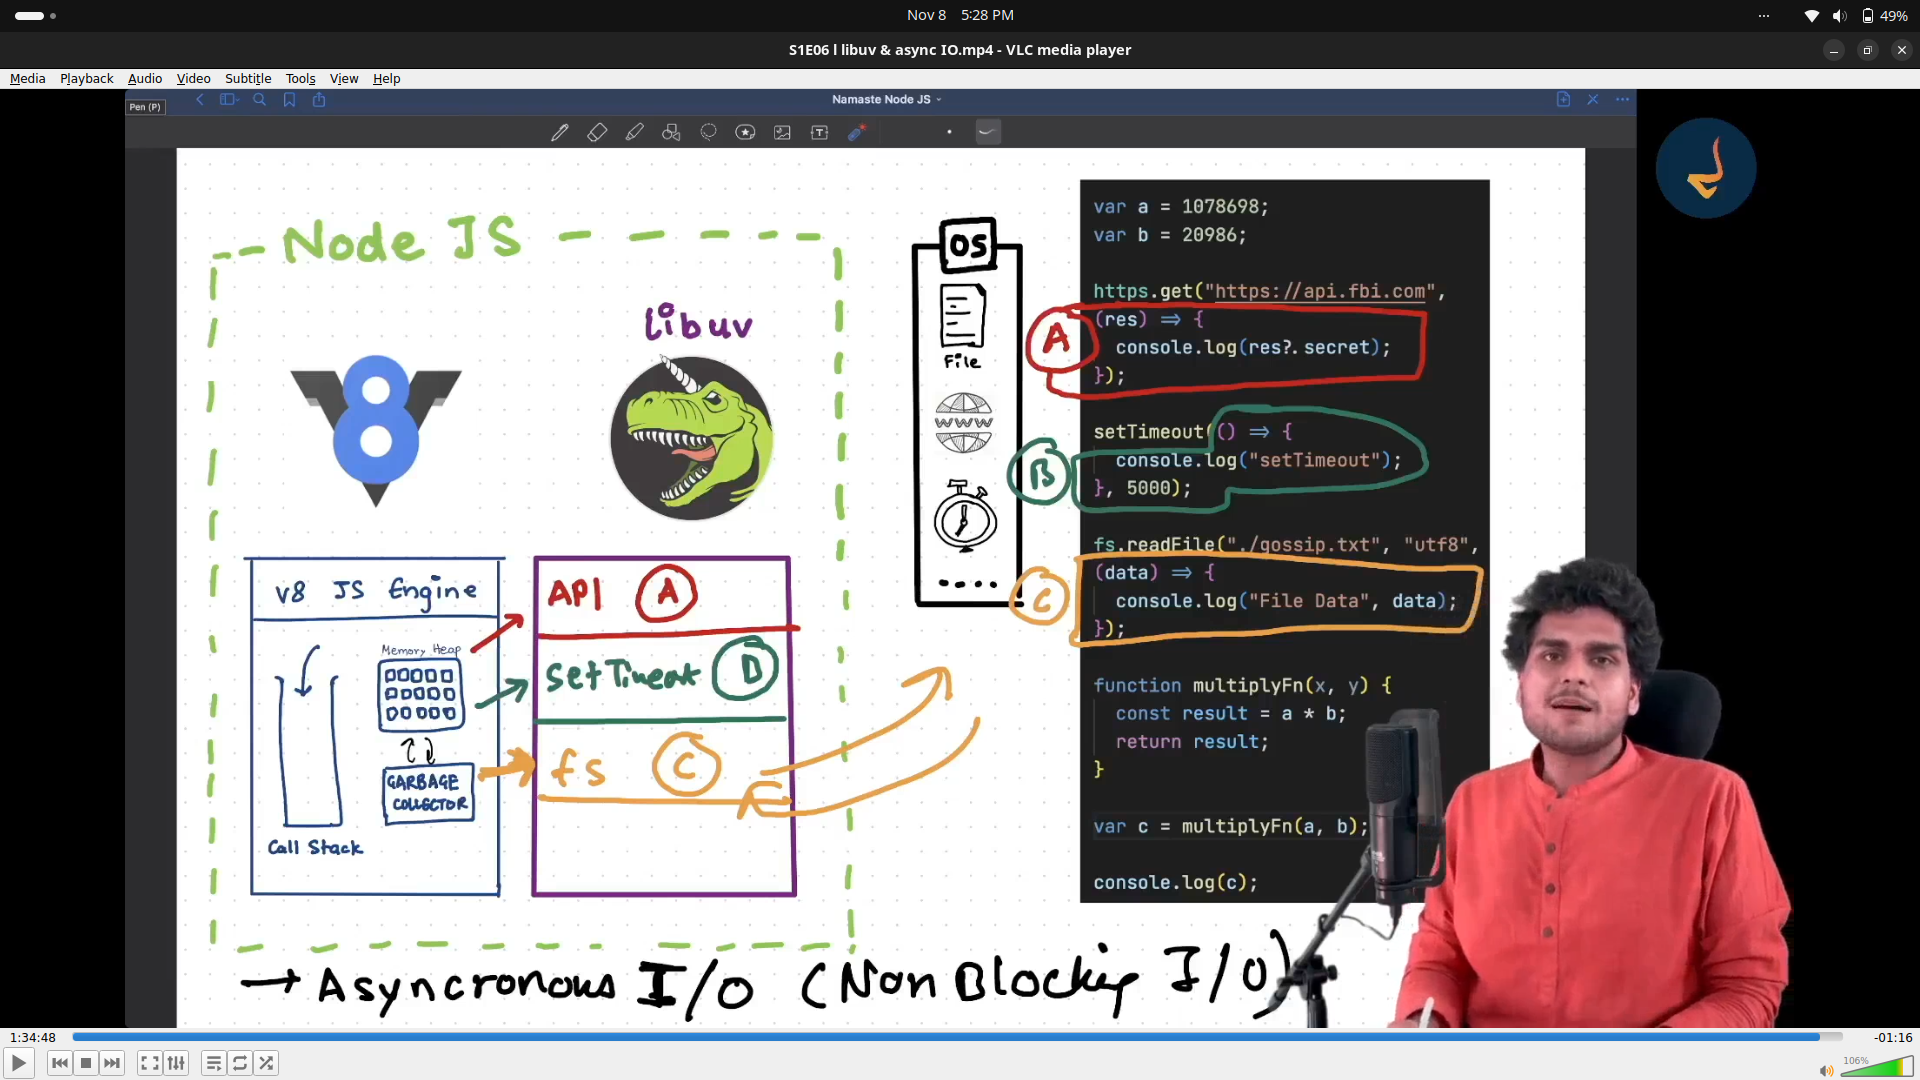 Nov 8 5:28 PM
49%
S1E06 l libuv & async IO.mp4 - VLC media player
Media Playback Audio Video Subtitle Tools View Help
Pen (P)
Namaste Node JS
Node JS
libuv
8
V8 JS Engine
Memory Heap
GARBAGE
COLLECTOR
Call Stack
API A
SetTimeout B
fs C
OS
File
WWW
A
B
C
var a = 1078698;
var b = 20986;
https.get("https://api.fbi.com",
(res) => {
console.log(res?.secret);
});
setTimeout(() => {
console.log("setTimeout");
}, 5000);
fs.readFile("./gossip.txt", "utf8",
(data) => {
console.log("File Data", data);
});
function multiplyFn(x, y) {
const result = a * b;
return result;
}
var c = multiplyFn(a, b);
console.log(c);
→ Asyncronous I/O (Non Blocking I/O)
1:34:48
-01:16
106%